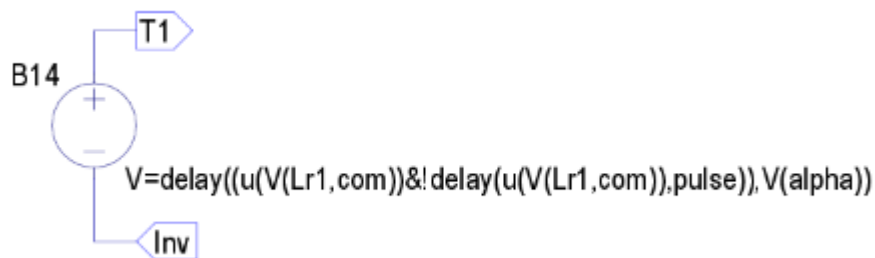 T1
B14
V=delay((u(V(Lr1,com))&!delay(u(V(Lr1,com)),pulse)),V(alpha))
Inv